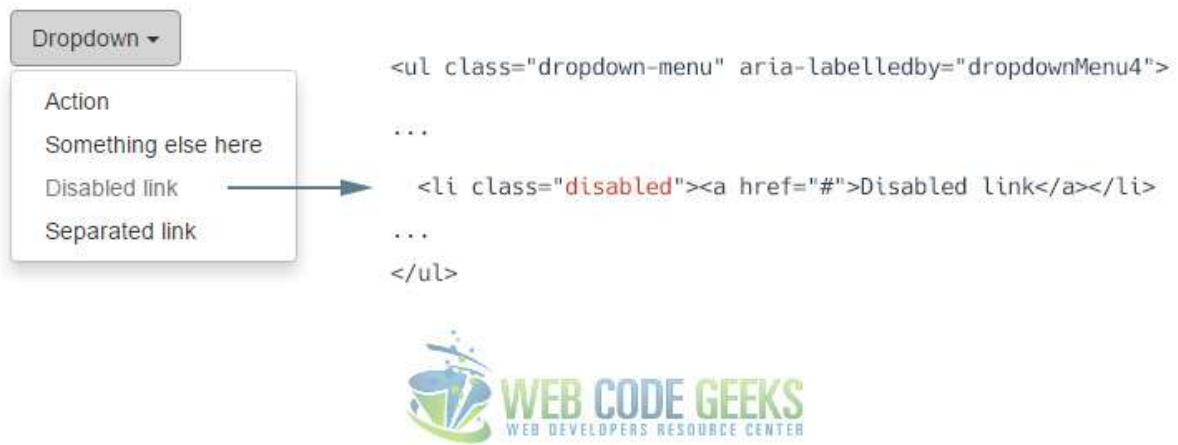 Dropdown
Action
Something else here
Disabled link
Separated link
<ul class="dropdown-menu" aria-labelledby="dropdownMenu4">
...
<li class="disabled"><a href="#">Disabled link</a></li>
...
</ul>
WEB CODE GEEKS
WEB DEVELOPERS RESOURCE CENTER